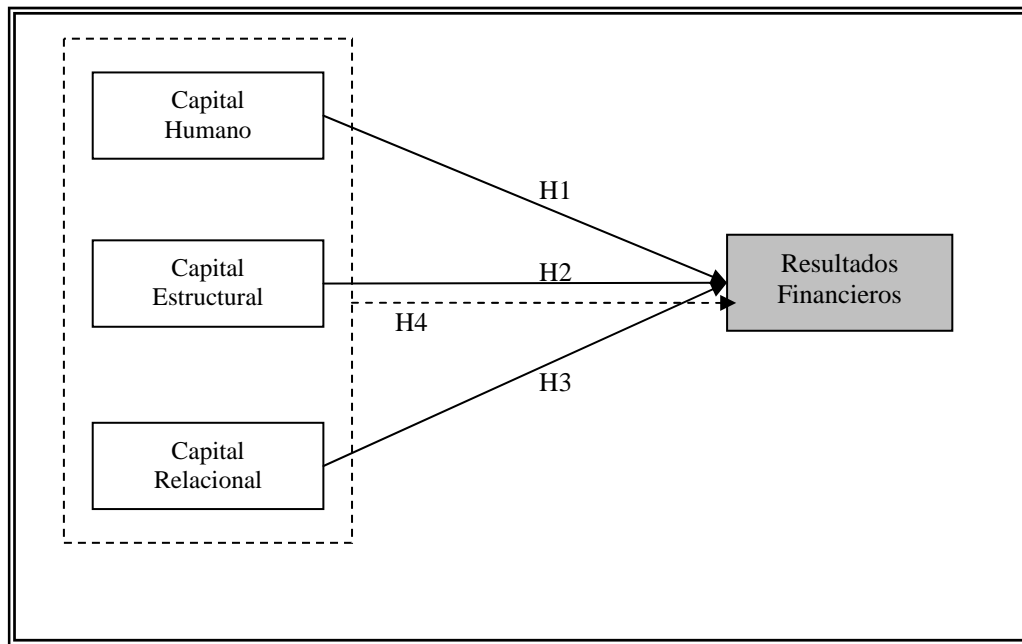 Capital
Humano
H1
Capital
Estructural
H2
Resultados
Financieros
H4
H3
Capital
Relacional